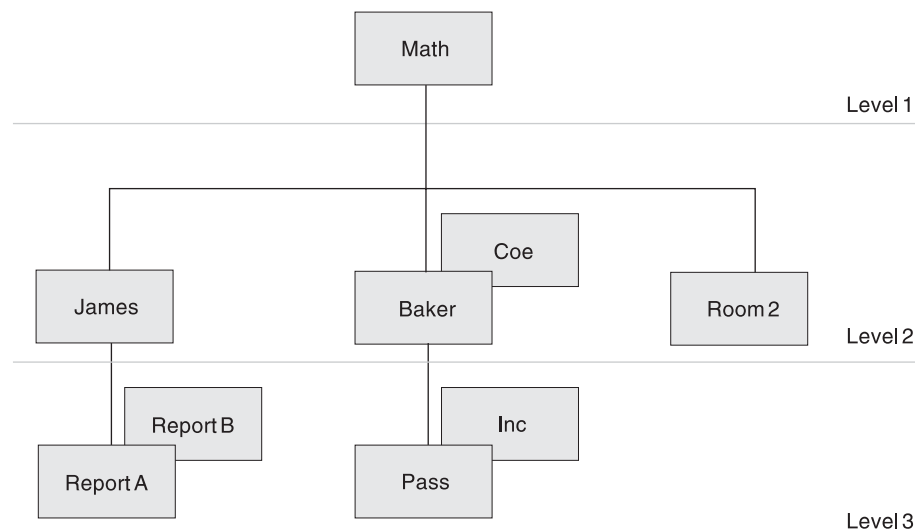 Math
Level 1
Coe
James
Baker
Room 2
Level 2
Report B
Inc
Report A
Pass
Level 3